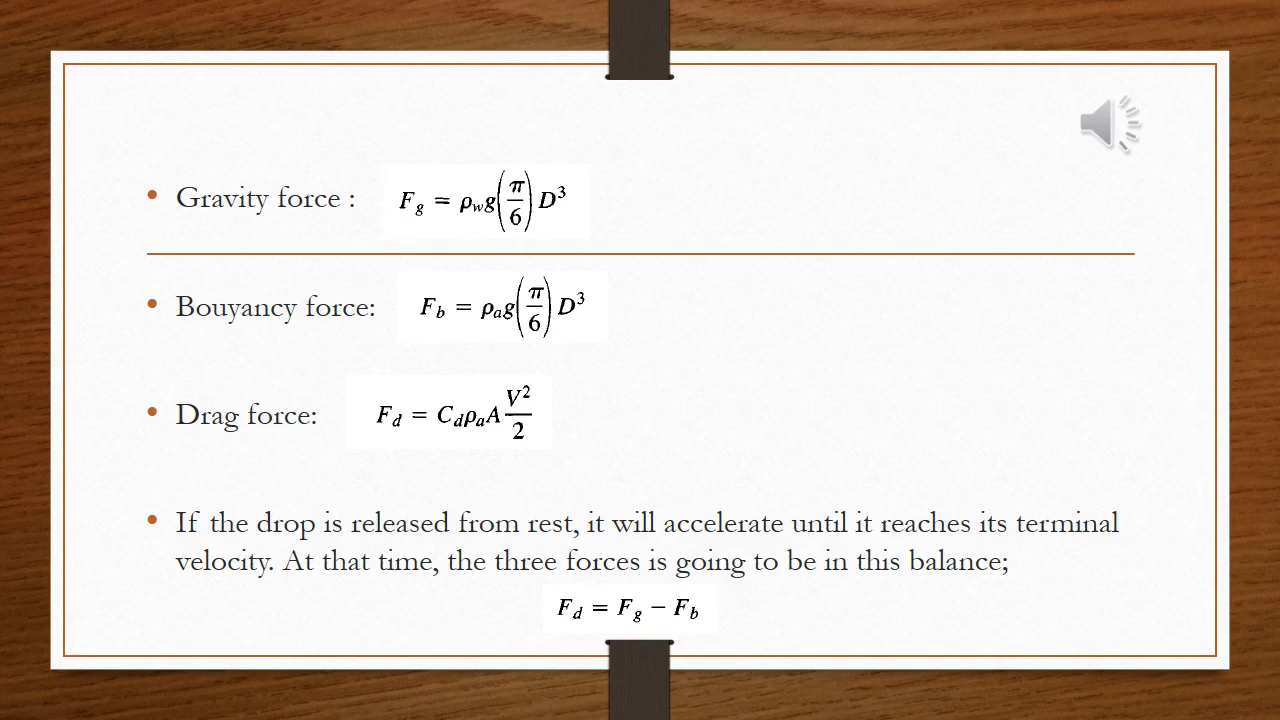 • Gravity force : F_g = ρ_w g(π/6) D³
• Bouyancy force: F_b = ρ_a g(π/6) D³
• Drag force: F_d = C_d ρ_a A V²/2
• If the drop is released from rest, it will accelerate until it reaches its terminal
velocity. At that time, the three forces is going to be in this balance;
F_d = F_g − F_b